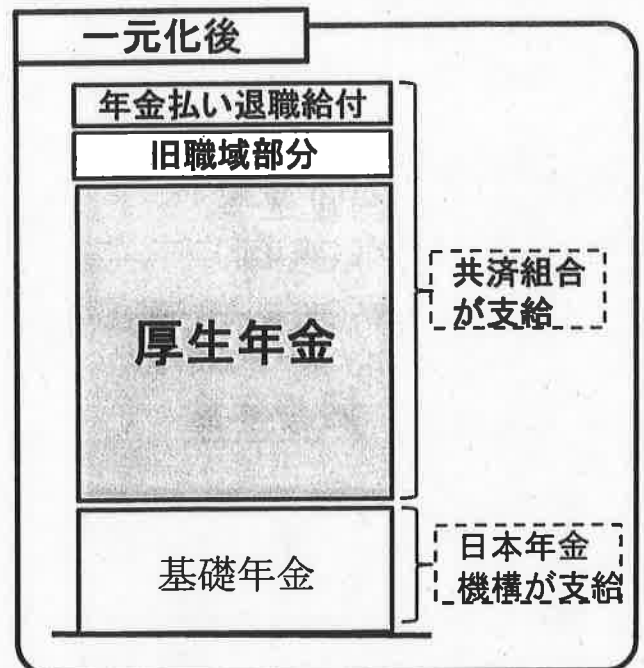 一元化後
年金払い退職給付
旧職域部分
厚生年金
共済組合
が支給
基礎年金
日本年金
機構が支給